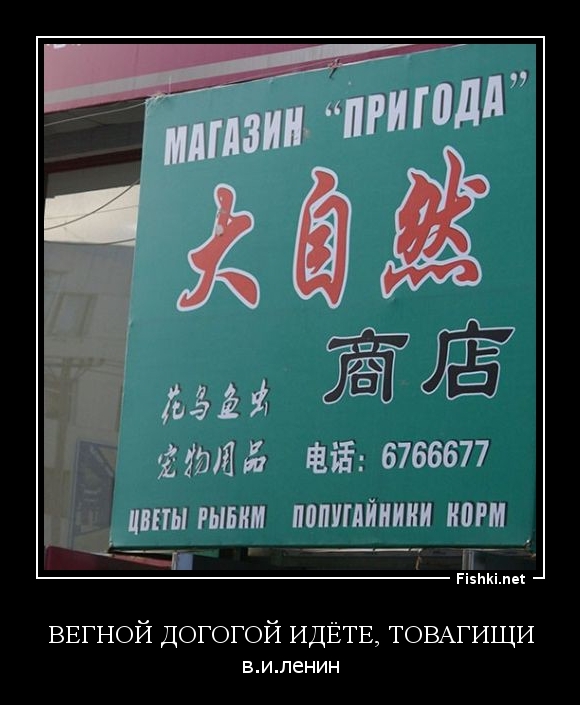 МАГАЗИН “ПРИГОДА”
大自然
商店
花鸟鱼虫
宠物用品 电话：6766677
ЦВЕТЫ РЫБКМ ПОПУГАЙНИКИ КОРМ
Fishki.net
ВЕГНОЙ ДОГОГОЙ ИДЁТЕ, ТОВАГИЩИ
в.и.ленин